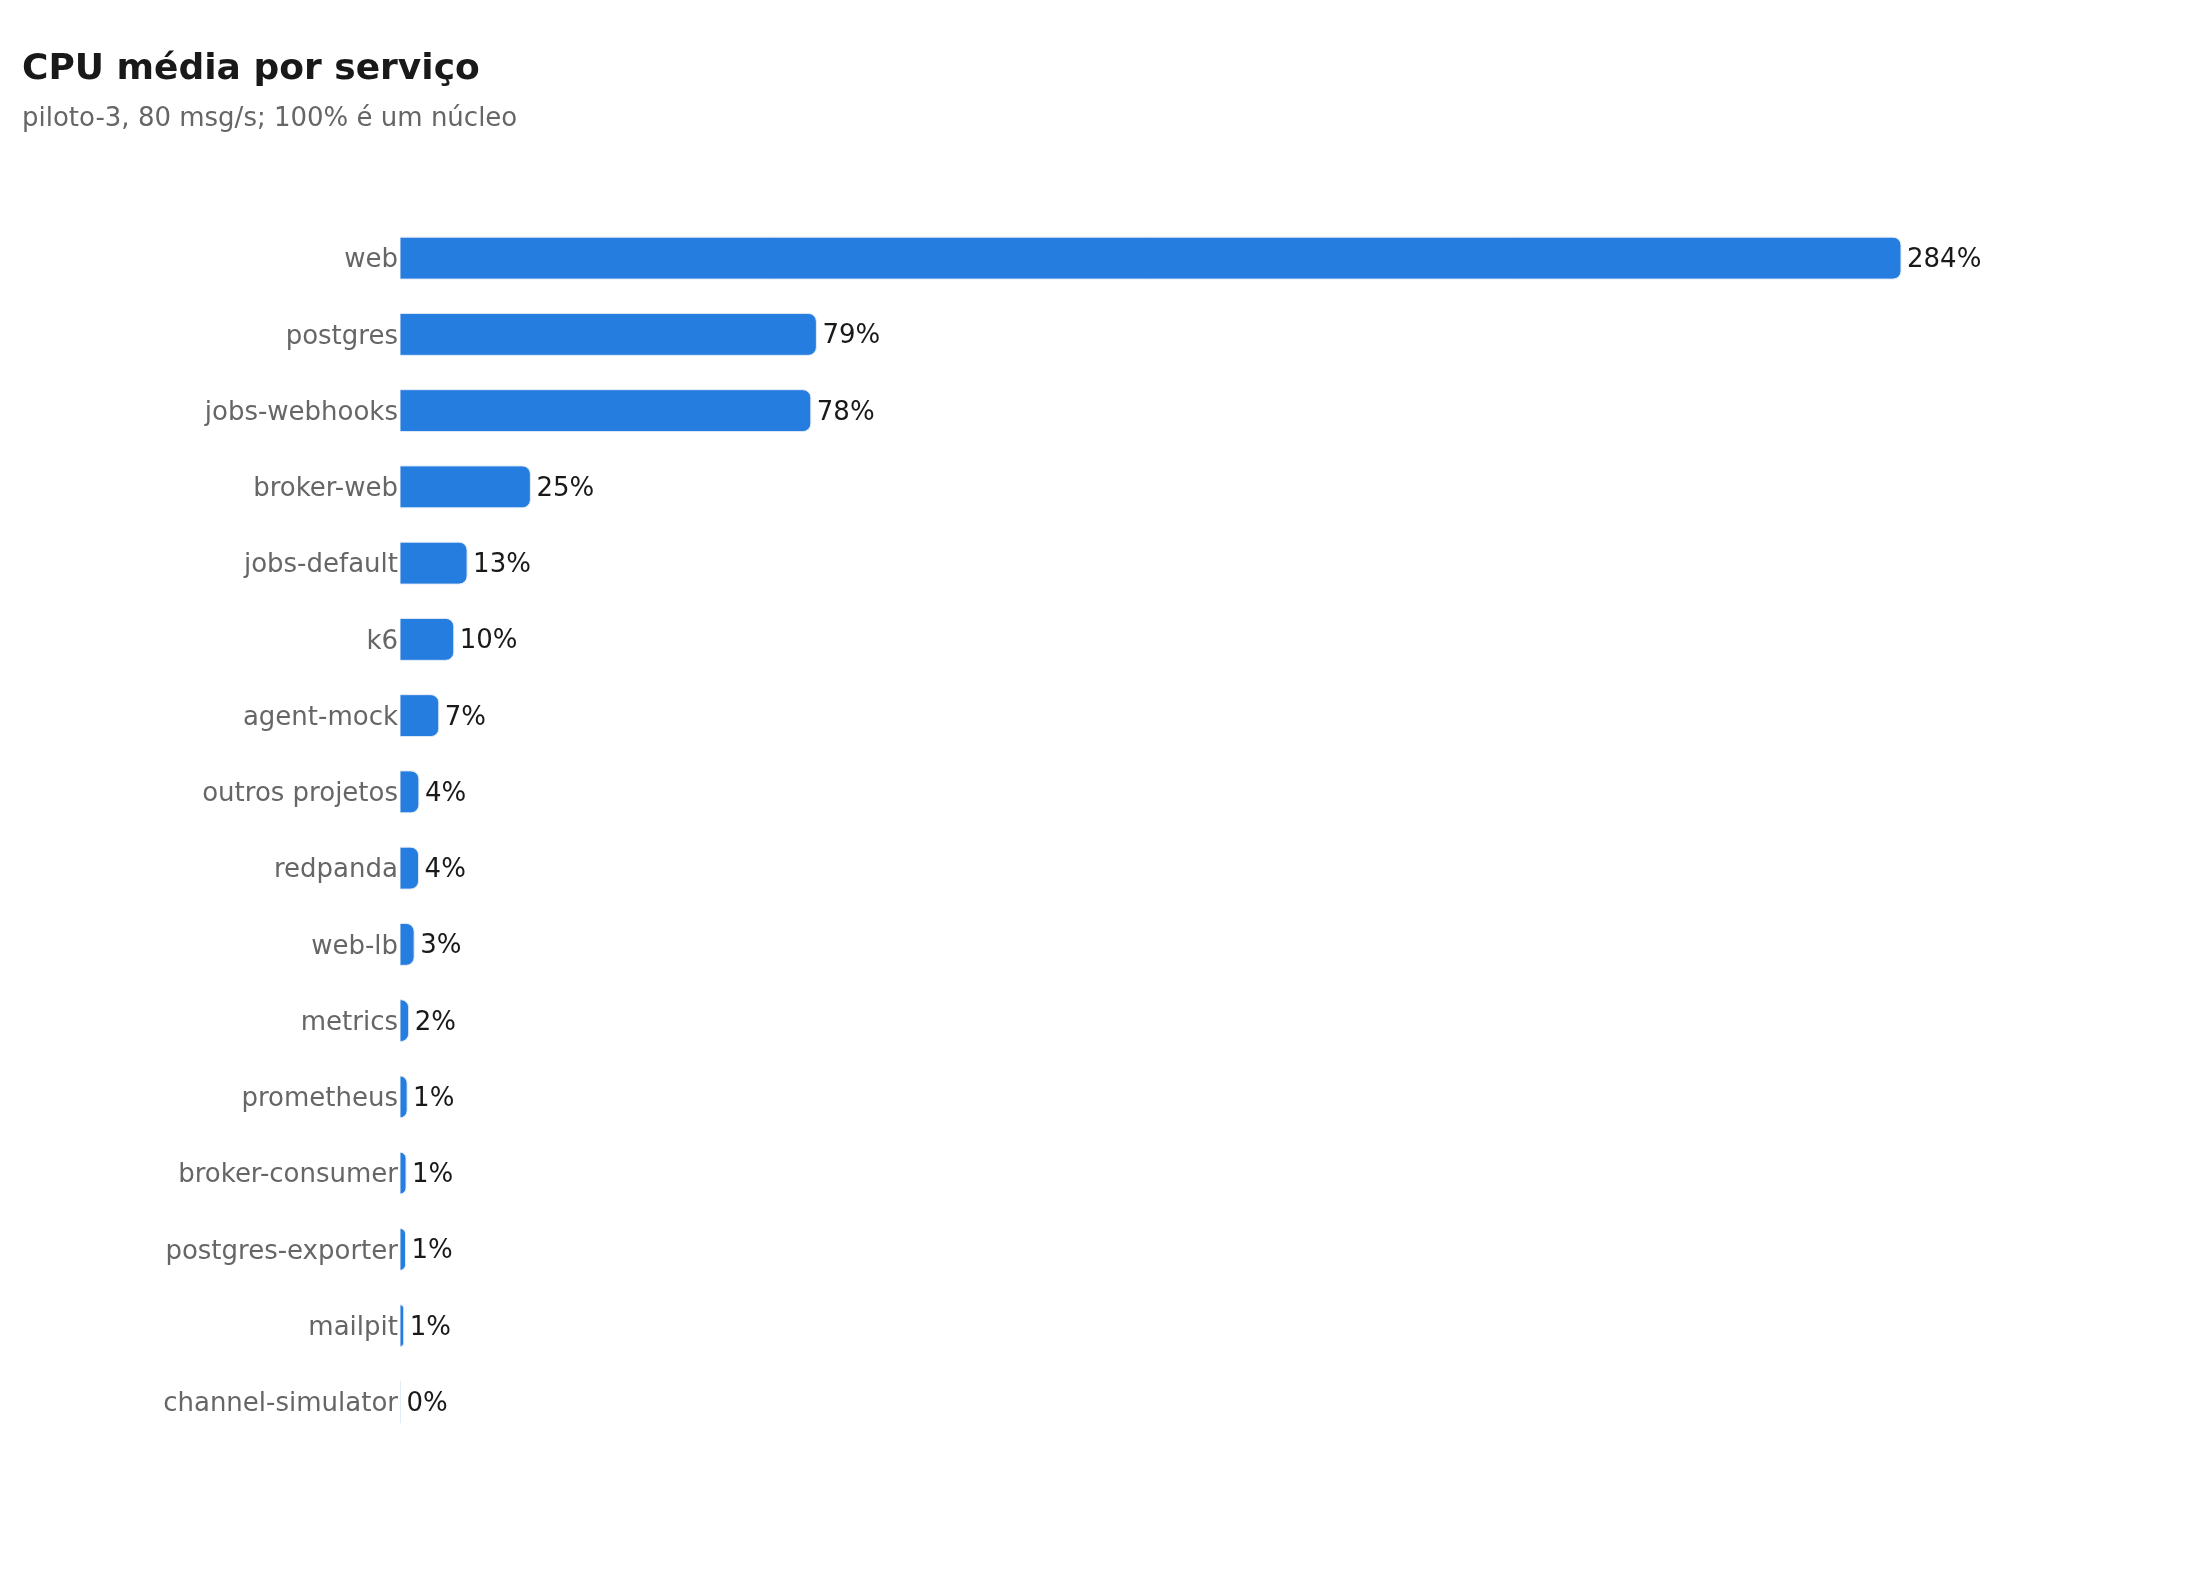 CPU média por serviço
piloto-3, 80 msg/s; 100% é um núcleo
web 284%
postgres 79%
jobs-webhooks 78%
broker-web 25%
jobs-default 13%
k6 10%
agent-mock 7%
outros projetos 4%
redpanda 4%
web-lb 3%
metrics 2%
prometheus 1%
broker-consumer 1%
postgres-exporter 1%
mailpit 1%
channel-simulator 0%